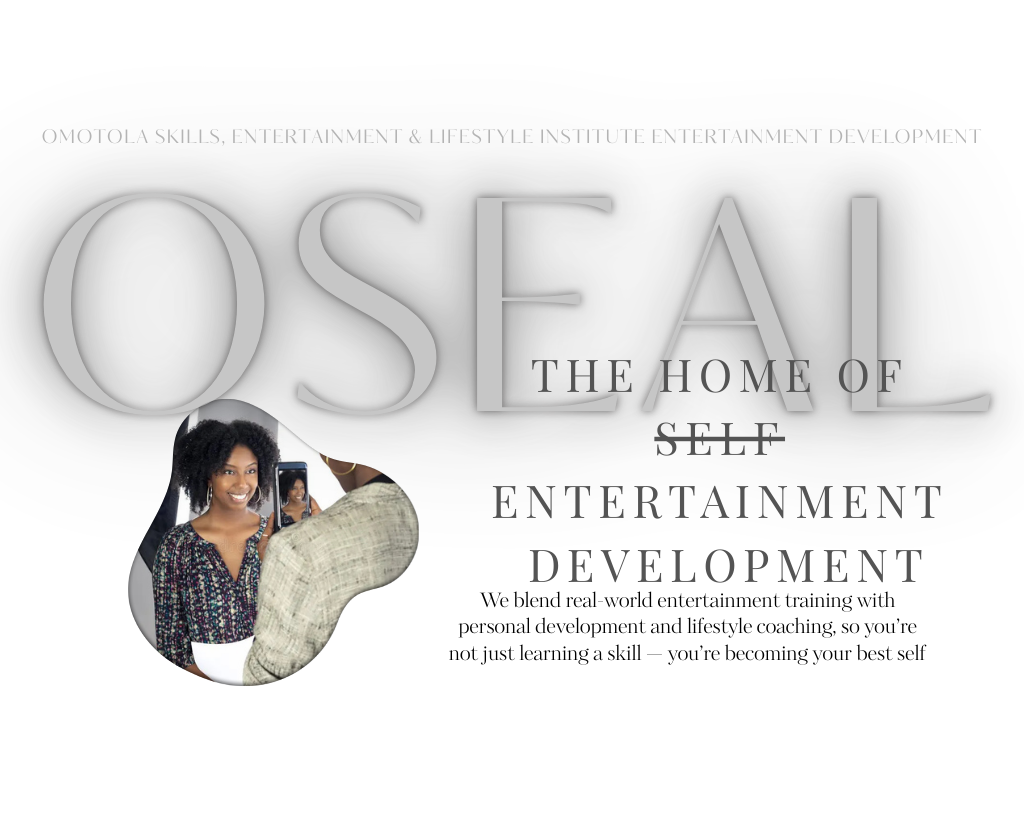 OMOTOLA SKILLS, ENTERTAINMENT & LIFESTYLE INSTITUTE ENTERTAINMENT DEVELOPMENT
OSEAL
THE HOME OF
SELF
ENTERTAINMENT
DEVELOPMENT
We blend real-world entertainment training with
personal development and lifestyle coaching, so you're
not just learning a skill — you're becoming your best self